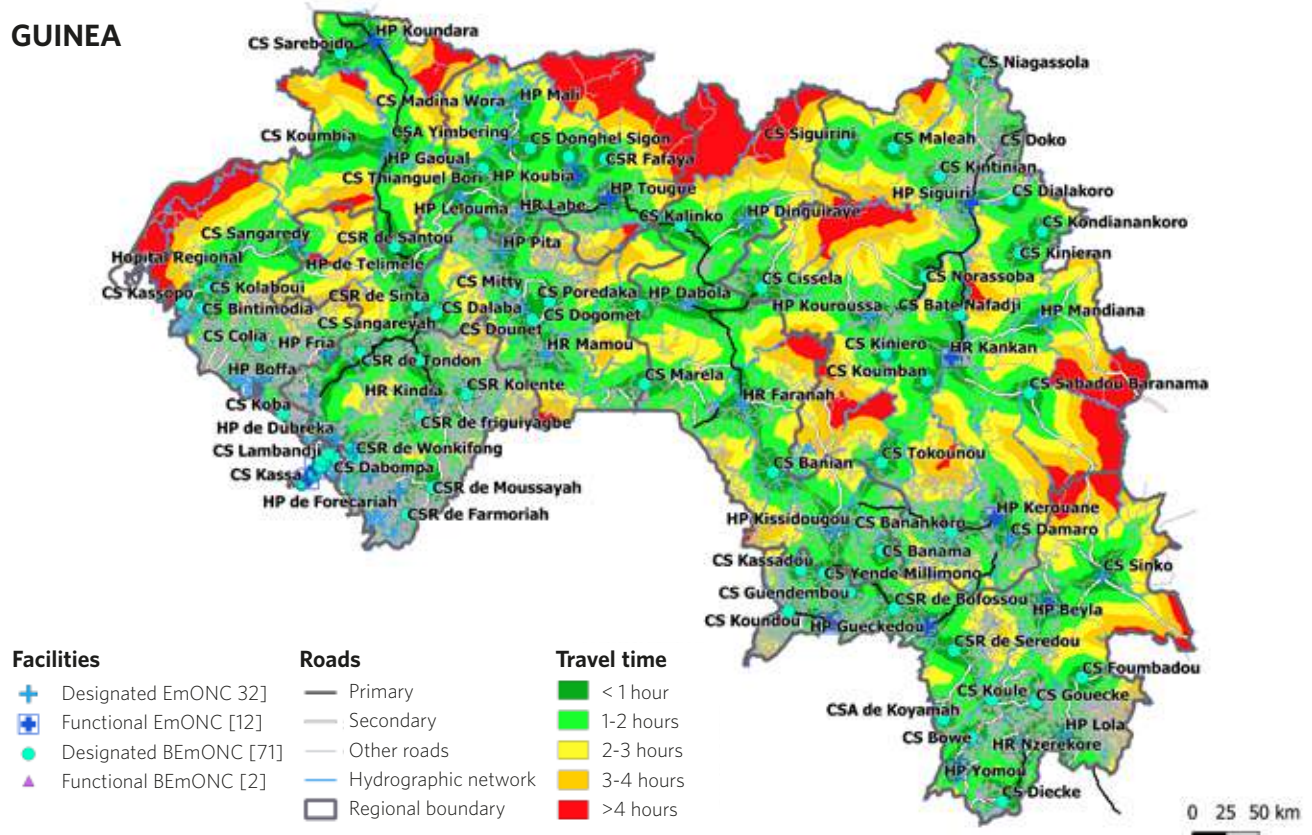 GUINEA
HP Koundara
CS Sareboido
CS Niagassola
CS Madina Wora
HP Mali
CSA Yimbering
CS Koumbia
CS Donghel Sigon
CS Siguirini
CS Maleah
CS Doko
HP Gaoual
CSR Fafaya
CS Kintinian
CS Thianguel Bori
HP Koubia
HP Tougue
HP Siguiri
CS Dialakoro
HP Lelouma
HR Labe
CS Kalinko
HP Dinguiraye
CS Kondianankoro
CS Sangaredy
CSR de Santou
HP Pita
CS Kinieran
Hopital Regional
HP de Telimele
CS Mitty
CS Cissela
CS Norassoba
CS Kolaboui
CS Kassopo
CSR de Sinta
CS Poredaka
HP Dabola
HP Kouroussa
CS Bate Nafadji
HP Mandiana
CS Bintimodia
CS Sangareyah
CS Dalaba
CS Dogomet
CS Dounet
CS Colia
HP Fria
CSR de Tondon
HR Mamou
CS Kiniero
HR Kankan
HP Boffa
HR Kindia
CSR Kolente
CS Marela
CS Koumban
CS Sabadou Baranama
CS Koba
HR Faranah
HP de Dubreka
CSR de friguiyagbe
CS Lambandji
CSR de Wonkifong
CS Tokounou
CS Kassa
CS Dabompa
CS Banian
CSR de Moussayah
HP de Forecariah
CSR de Farmoriah
HP Kissidougou
CS Banankoro
HP Kerouane
CS Damaro
CS Kassadou
CS Banama
CS Yende Millimono
CS Sinko
CS Guendembou
CSR de Bofossou
HP Beyla
CS Koundou
HP Gueckedou
CSR de Seredou
CS Foumbadou
CS Koule
CS Gouecke
CSA de Koyamah
HP Lola
CS Bowe
HR Nzerekore
HP Yomou
CS Diecke
Facilities
Designated EmONC 32]
Functional EmONC [12]
Designated BEmONC [71]
Functional BEmONC [2]
Roads
Primary
Secondary
Other roads
Hydrographic network
Regional boundary
Travel time
< 1 hour
1-2 hours
2-3 hours
3-4 hours
>4 hours
0 25 50 km